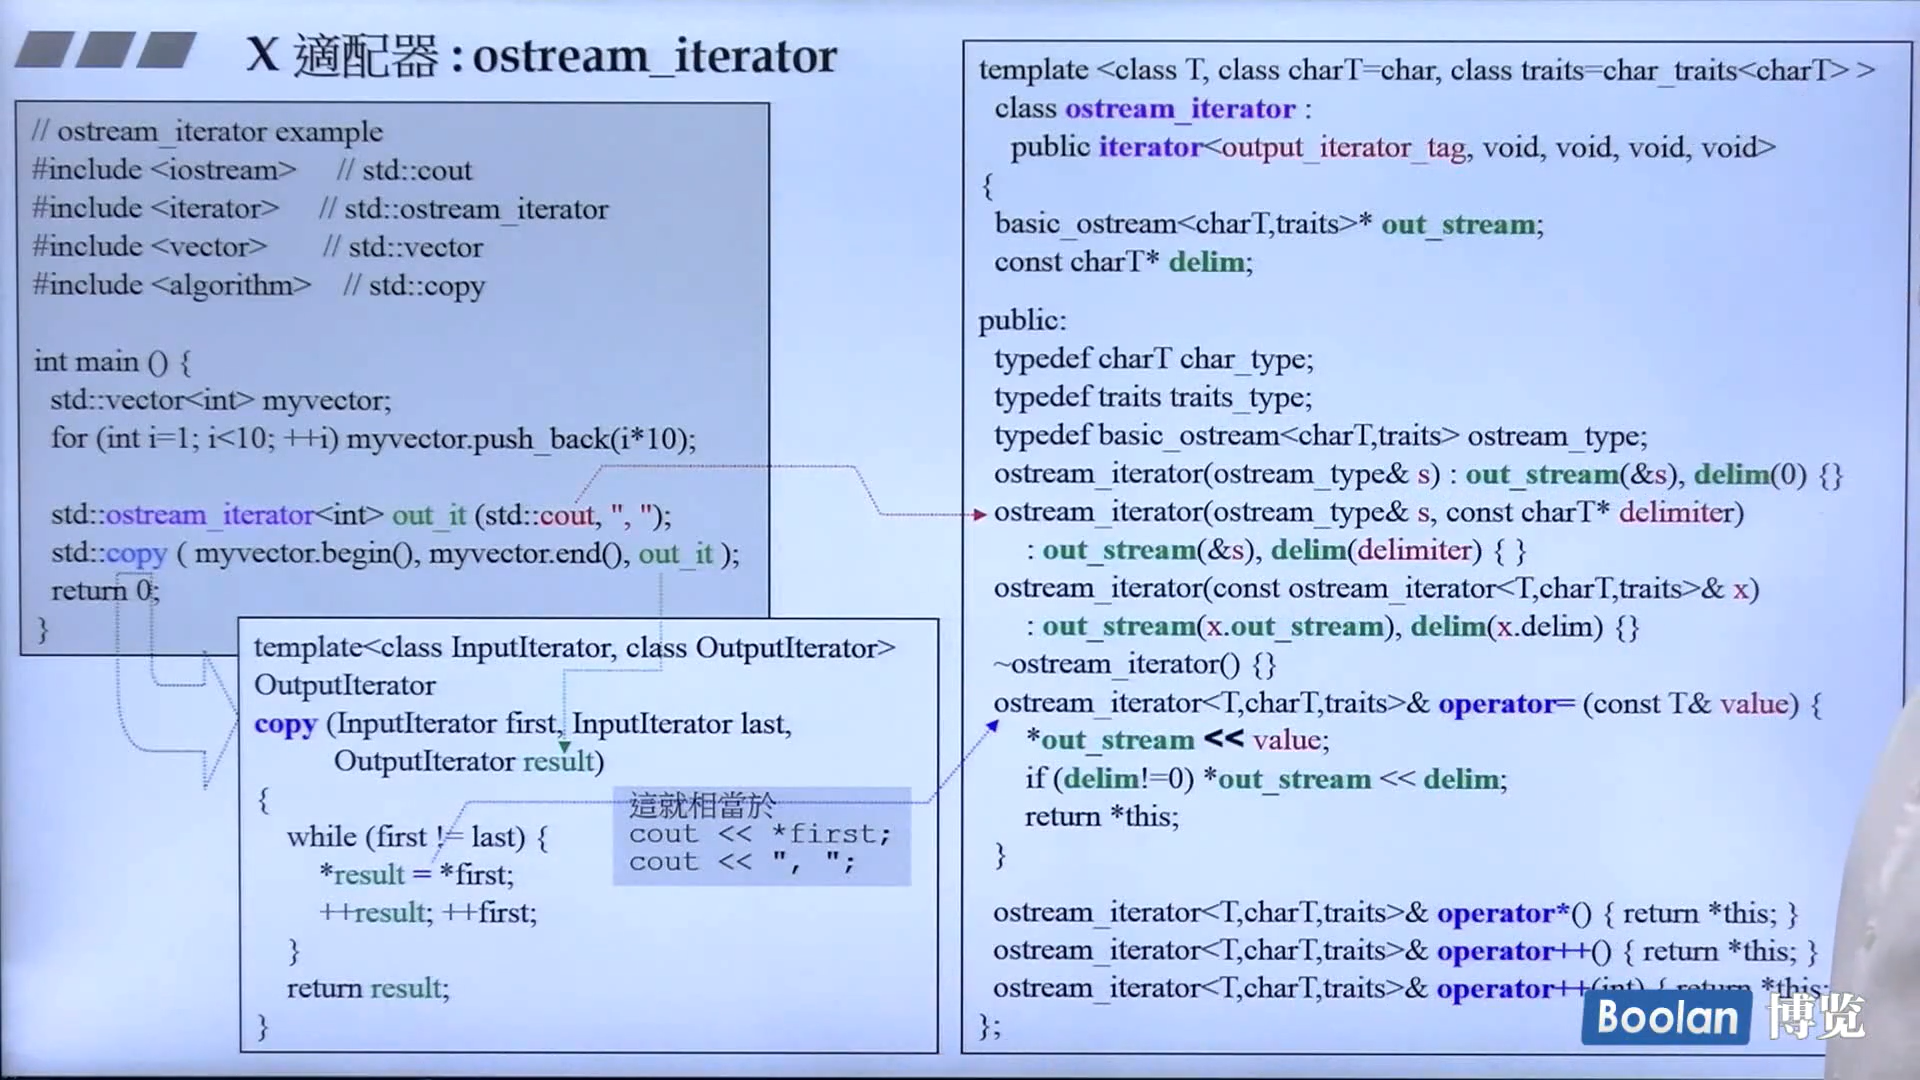 X 適配器 : ostream_iterator
// ostream_iterator example
#include <iostream> // std::cout
#include <iterator> // std::ostream_iterator
#include <vector> // std::vector
#include <algorithm> // std::copy
int main () {
std::vector<int> myvector;
for (int i=1; i<10; ++i) myvector.push_back(i*10);
std::ostream_iterator<int> out_it (std::cout, ", ");
std::copy ( myvector.begin(), myvector.end(), out_it );
return 0;
}
template<class InputIterator, class OutputIterator>
OutputIterator
copy (InputIterator first, InputIterator last,
OutputIterator result)
{
while (first != last) {
*result = *first;
++result; ++first;
}
return result;
}
這就相當於
cout << *first;
cout << ", ";
template <class T, class charT=char, class traits=char_traits<charT> >
class ostream_iterator :
public iterator<output_iterator_tag, void, void, void, void>
{
basic_ostream<charT,traits>* out_stream;
const charT* delim;
public:
typedef charT char_type;
typedef traits traits_type;
typedef basic_ostream<charT,traits> ostream_type;
ostream_iterator(ostream_type& s) : out_stream(&s), delim(0) {}
ostream_iterator(ostream_type& s, const charT* delimiter)
: out_stream(&s), delim(delimiter) { }
ostream_iterator(const ostream_iterator<T,charT,traits>& x)
: out_stream(x.out_stream), delim(x.delim) {}
~ostream_iterator() {}
ostream_iterator<T,charT,traits>& operator= (const T& value) {
*out_stream << value;
if (delim!=0) *out_stream << delim;
return *this;
}
ostream_iterator<T,charT,traits>& operator*() { return *this; }
ostream_iterator<T,charT,traits>& operator++() { return *this; }
ostream_iterator<T,charT,traits>& operator++(int) { return *this;
};
Boolan 博览